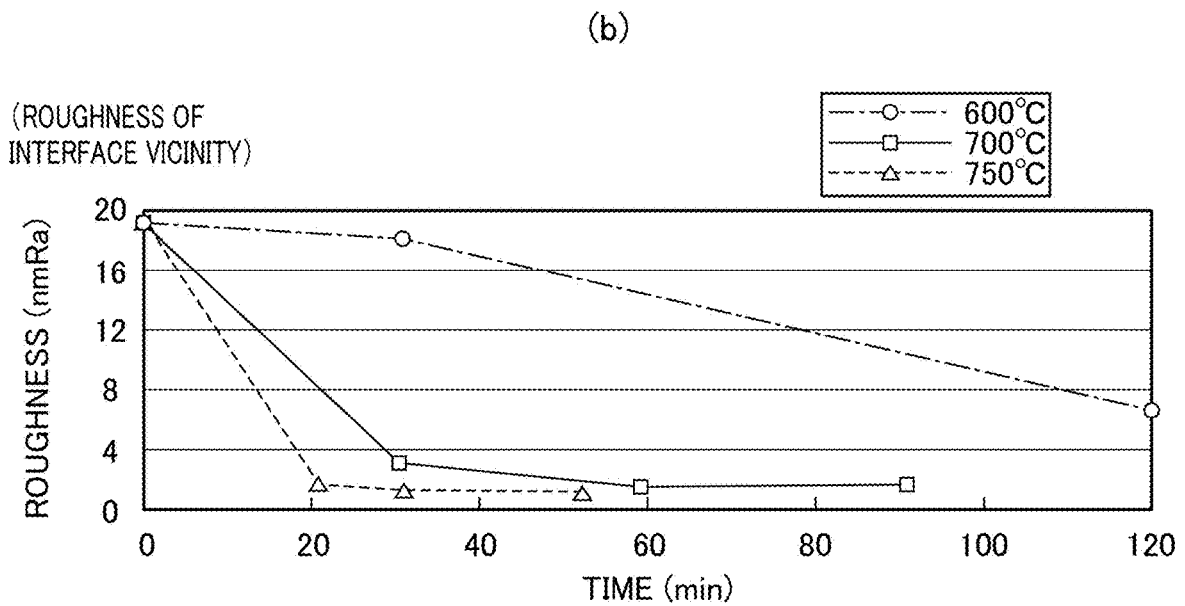 (b)
(ROUGHNESS OF
INTERFACE VICINITY)
600°C
700°C
750°C
ROUGHNESS (nmRa)
20
16
12
8
4
0
0 20 40 60 80 100 120
TIME (min)